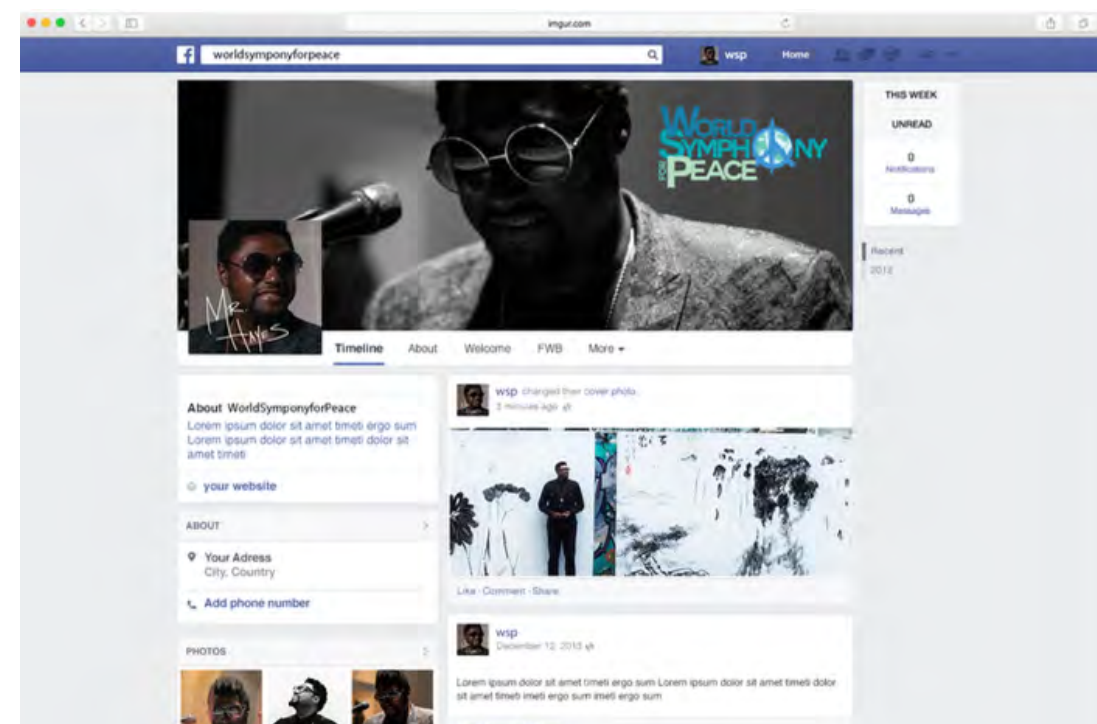 imgur.com
worldsymponyforpeace
wsp
Home
THIS WEEK
UNREAD
0
Notifications
0
Messages
Recent
2012
WORLD
SYMPHONY
FOR PEACE
MR.
HAYES
Timeline About Welcome FWB More
About WorldSymponyforPeace
Lorem ipsum dolor sit amet timeti ergo sum
Lorem ipsum dolor sit amet timeti dolor sit
amet timeti
your website
ABOUT
Your Adress
City, Country
Add phone number
PHOTOS
wsp changed their cover photo.
3 minutes ago
Like · Comment · Share
wsp
December 12, 2013
Lorem ipsum dolor sit amet timeti ergo sum Lorem ipsum dolor sit amet timeti dolor
sit amet timeti imeti ergo sum imeti ergo sum